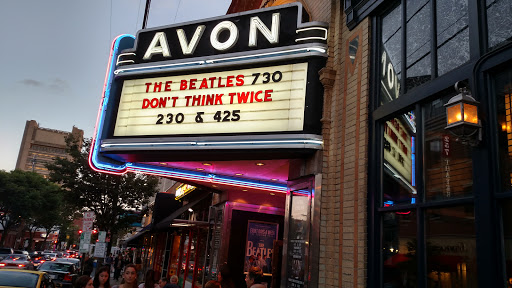 AVON
THE BEATLES 730
DON'T THINK TWICE
230 & 425